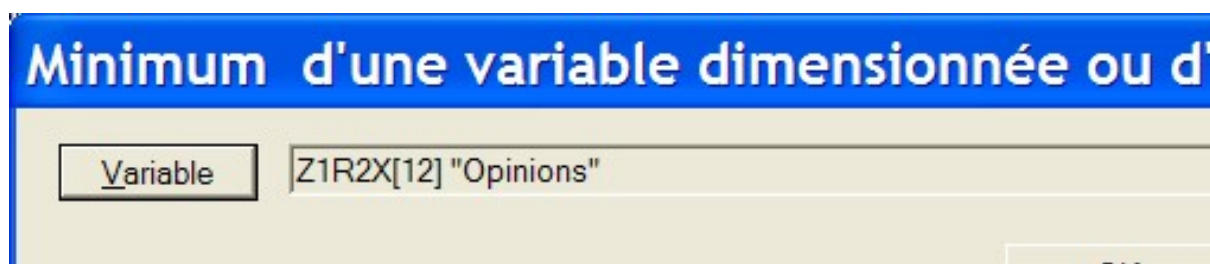 Minimum d'une variable dimensionnée ou d'
Variable Z1R2X[12] "Opinions"